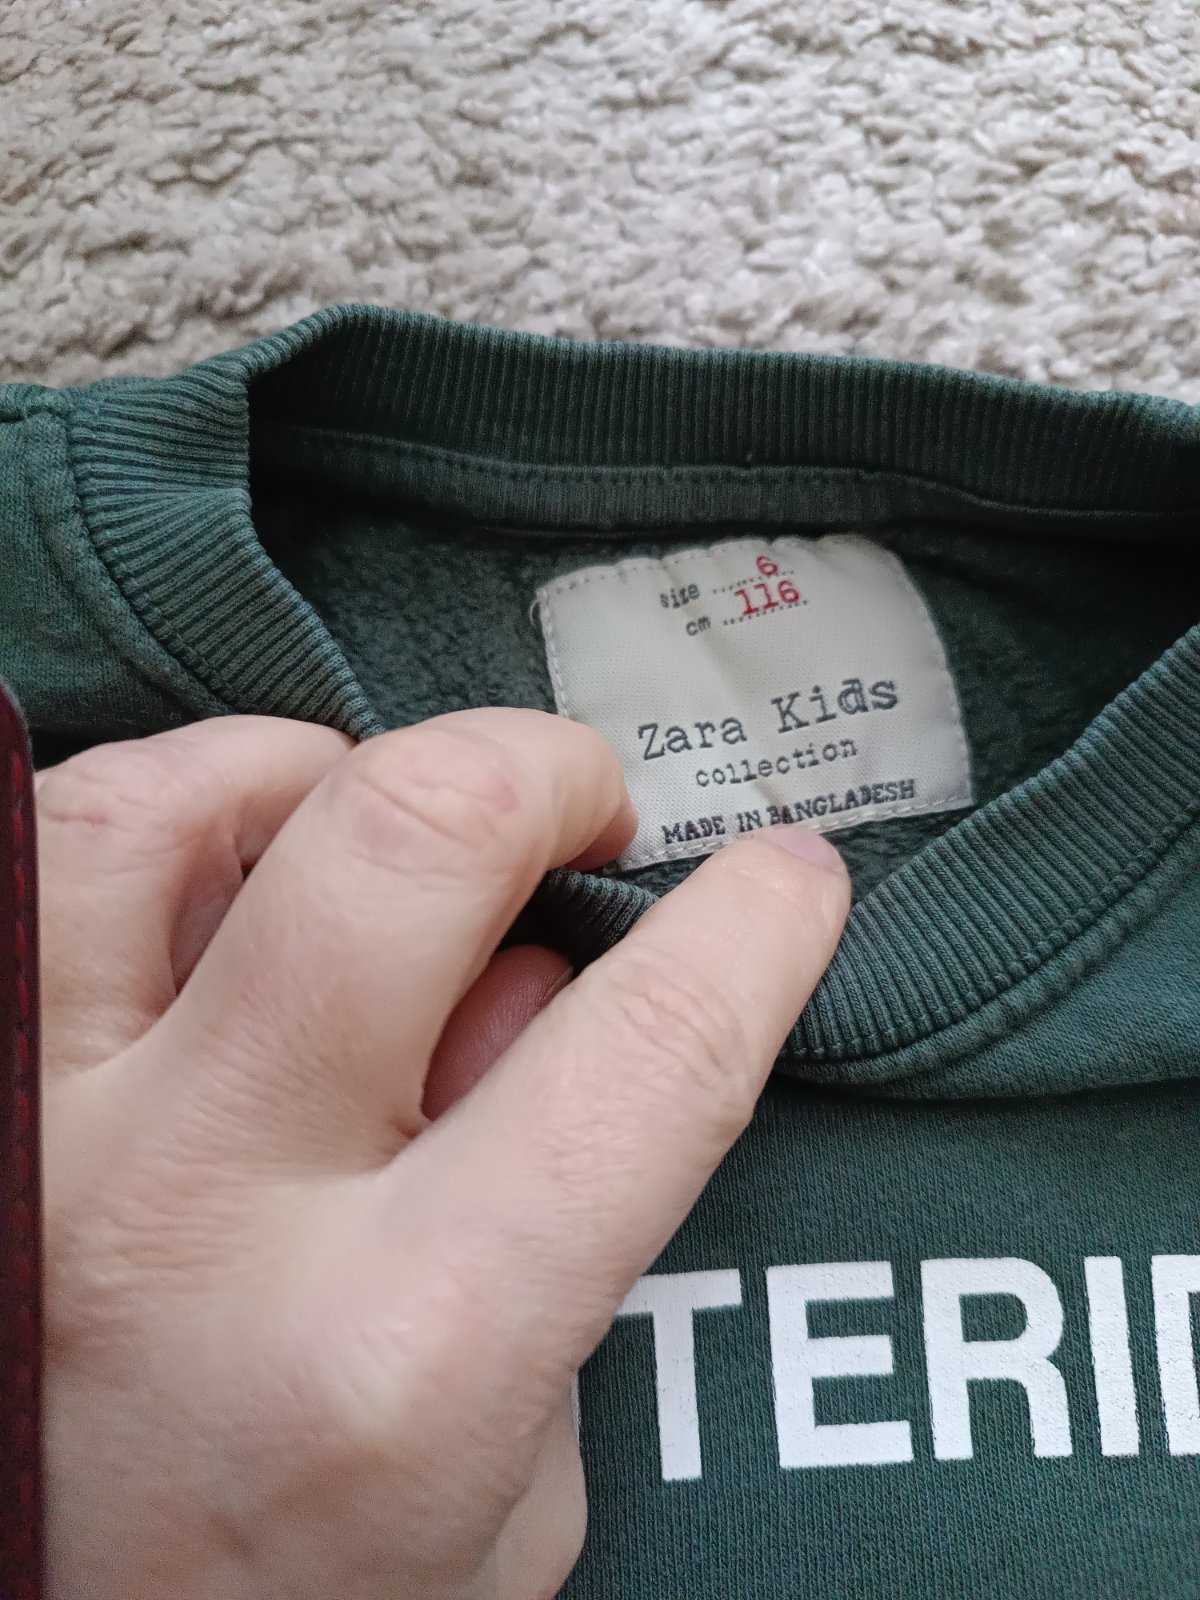 size 6
cm 116
Zara Kids
collection
MADE IN BANGLADESH
TERI